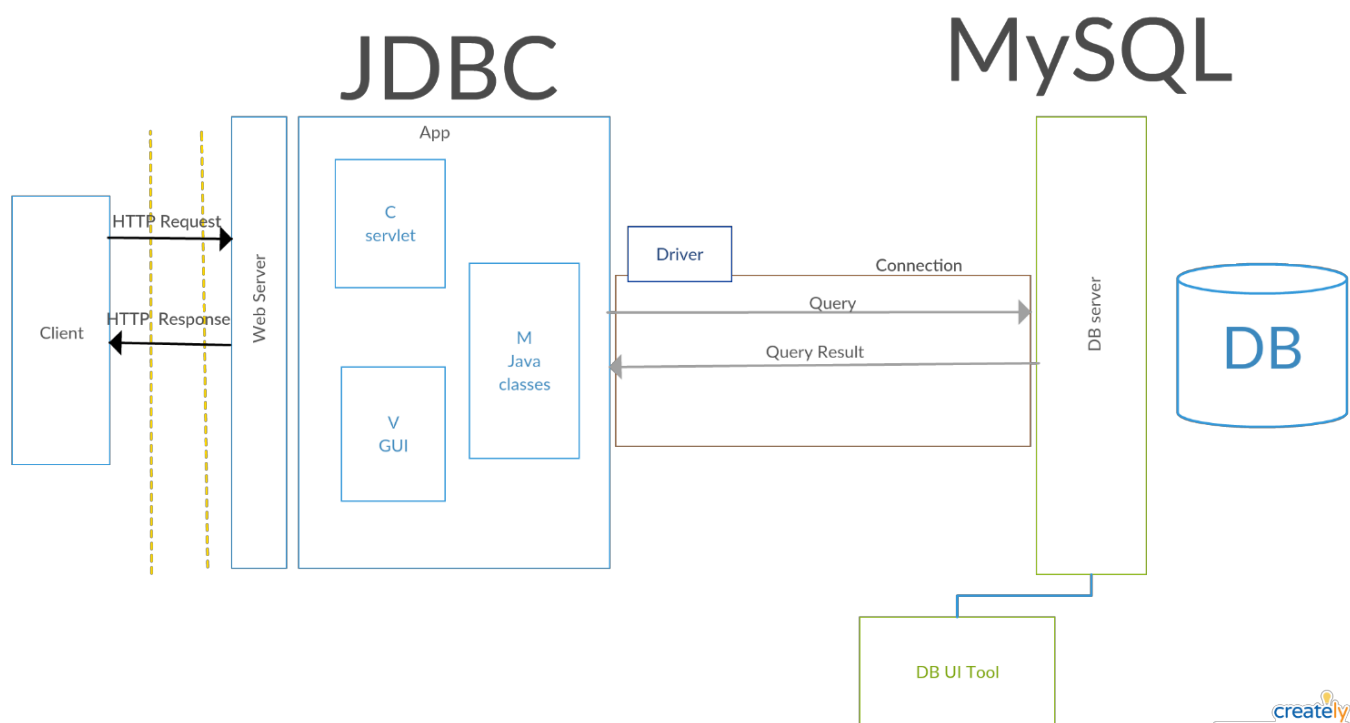 JDBC
MySQL
App
C
servlet
HTTP Request
Driver
Connection
Web Server
Query
DB server
HTTP Response
Client
M
Java
classes
Query Result
DB
V
GUI
DB UI Tool
creately